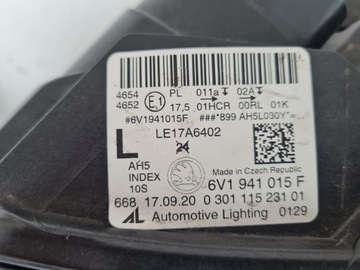 4654 E1 PL 011a 02A
4652 17,5 01HCR 00RL 01K
#6V1941015F ###*899 AH5L030Y*=
LE17A6402
L 24
AH5
INDEX
10S
Made in Czech Republic
6V1 941 015 F
668 17.09.20 0 301 115 231 01
AL Automotive Lighting 0129